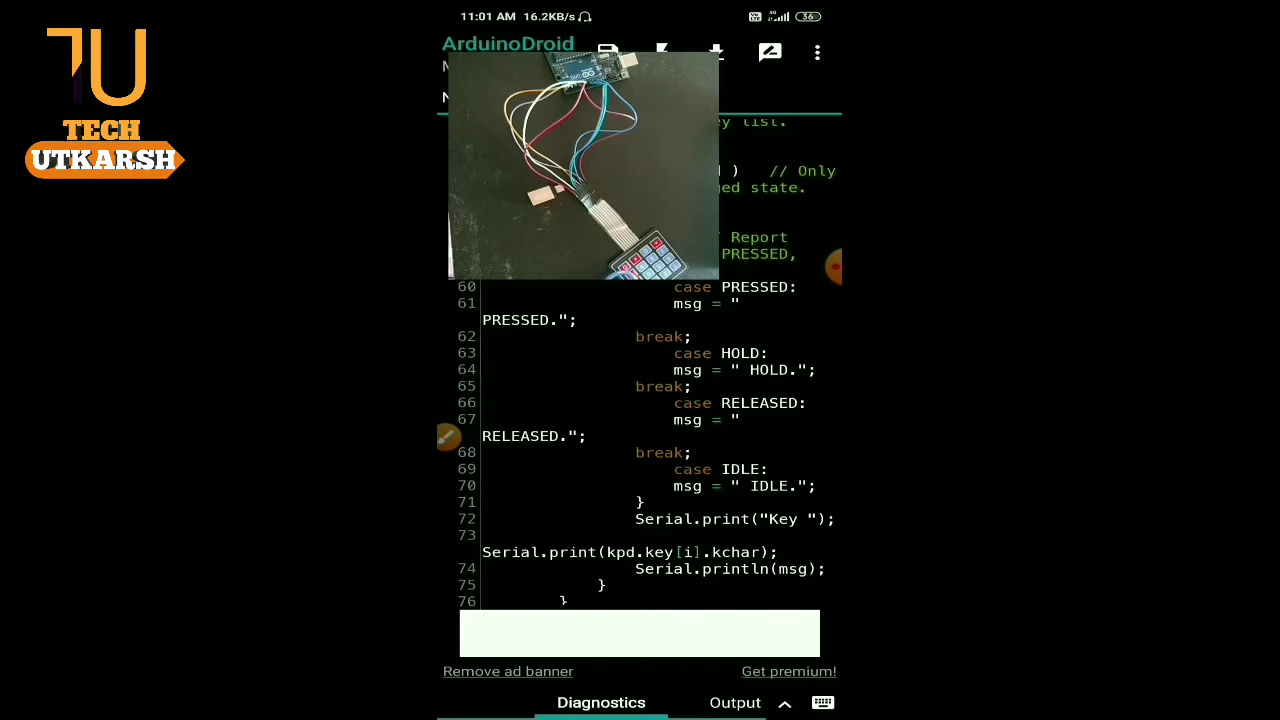 TU
TECH
UTKARSH
11:01 AM 16.2KB/s 36
ArduinoDroid
ey list.
) // Only
ed state.
Report
PRESSED,
60 case PRESSED:
61 msg = "
PRESSED.";
62 break;
63 case HOLD:
64 msg = " HOLD.";
65 break;
66 case RELEASED:
67 msg = "
RELEASED.";
68 break;
69 case IDLE:
70 msg = " IDLE.";
71 }
72 Serial.print("Key ");
73
Serial.print(kpd.key[i].kchar);
74 Serial.println(msg);
75 }
76 }
Remove ad banner Get premium!
Diagnostics Output